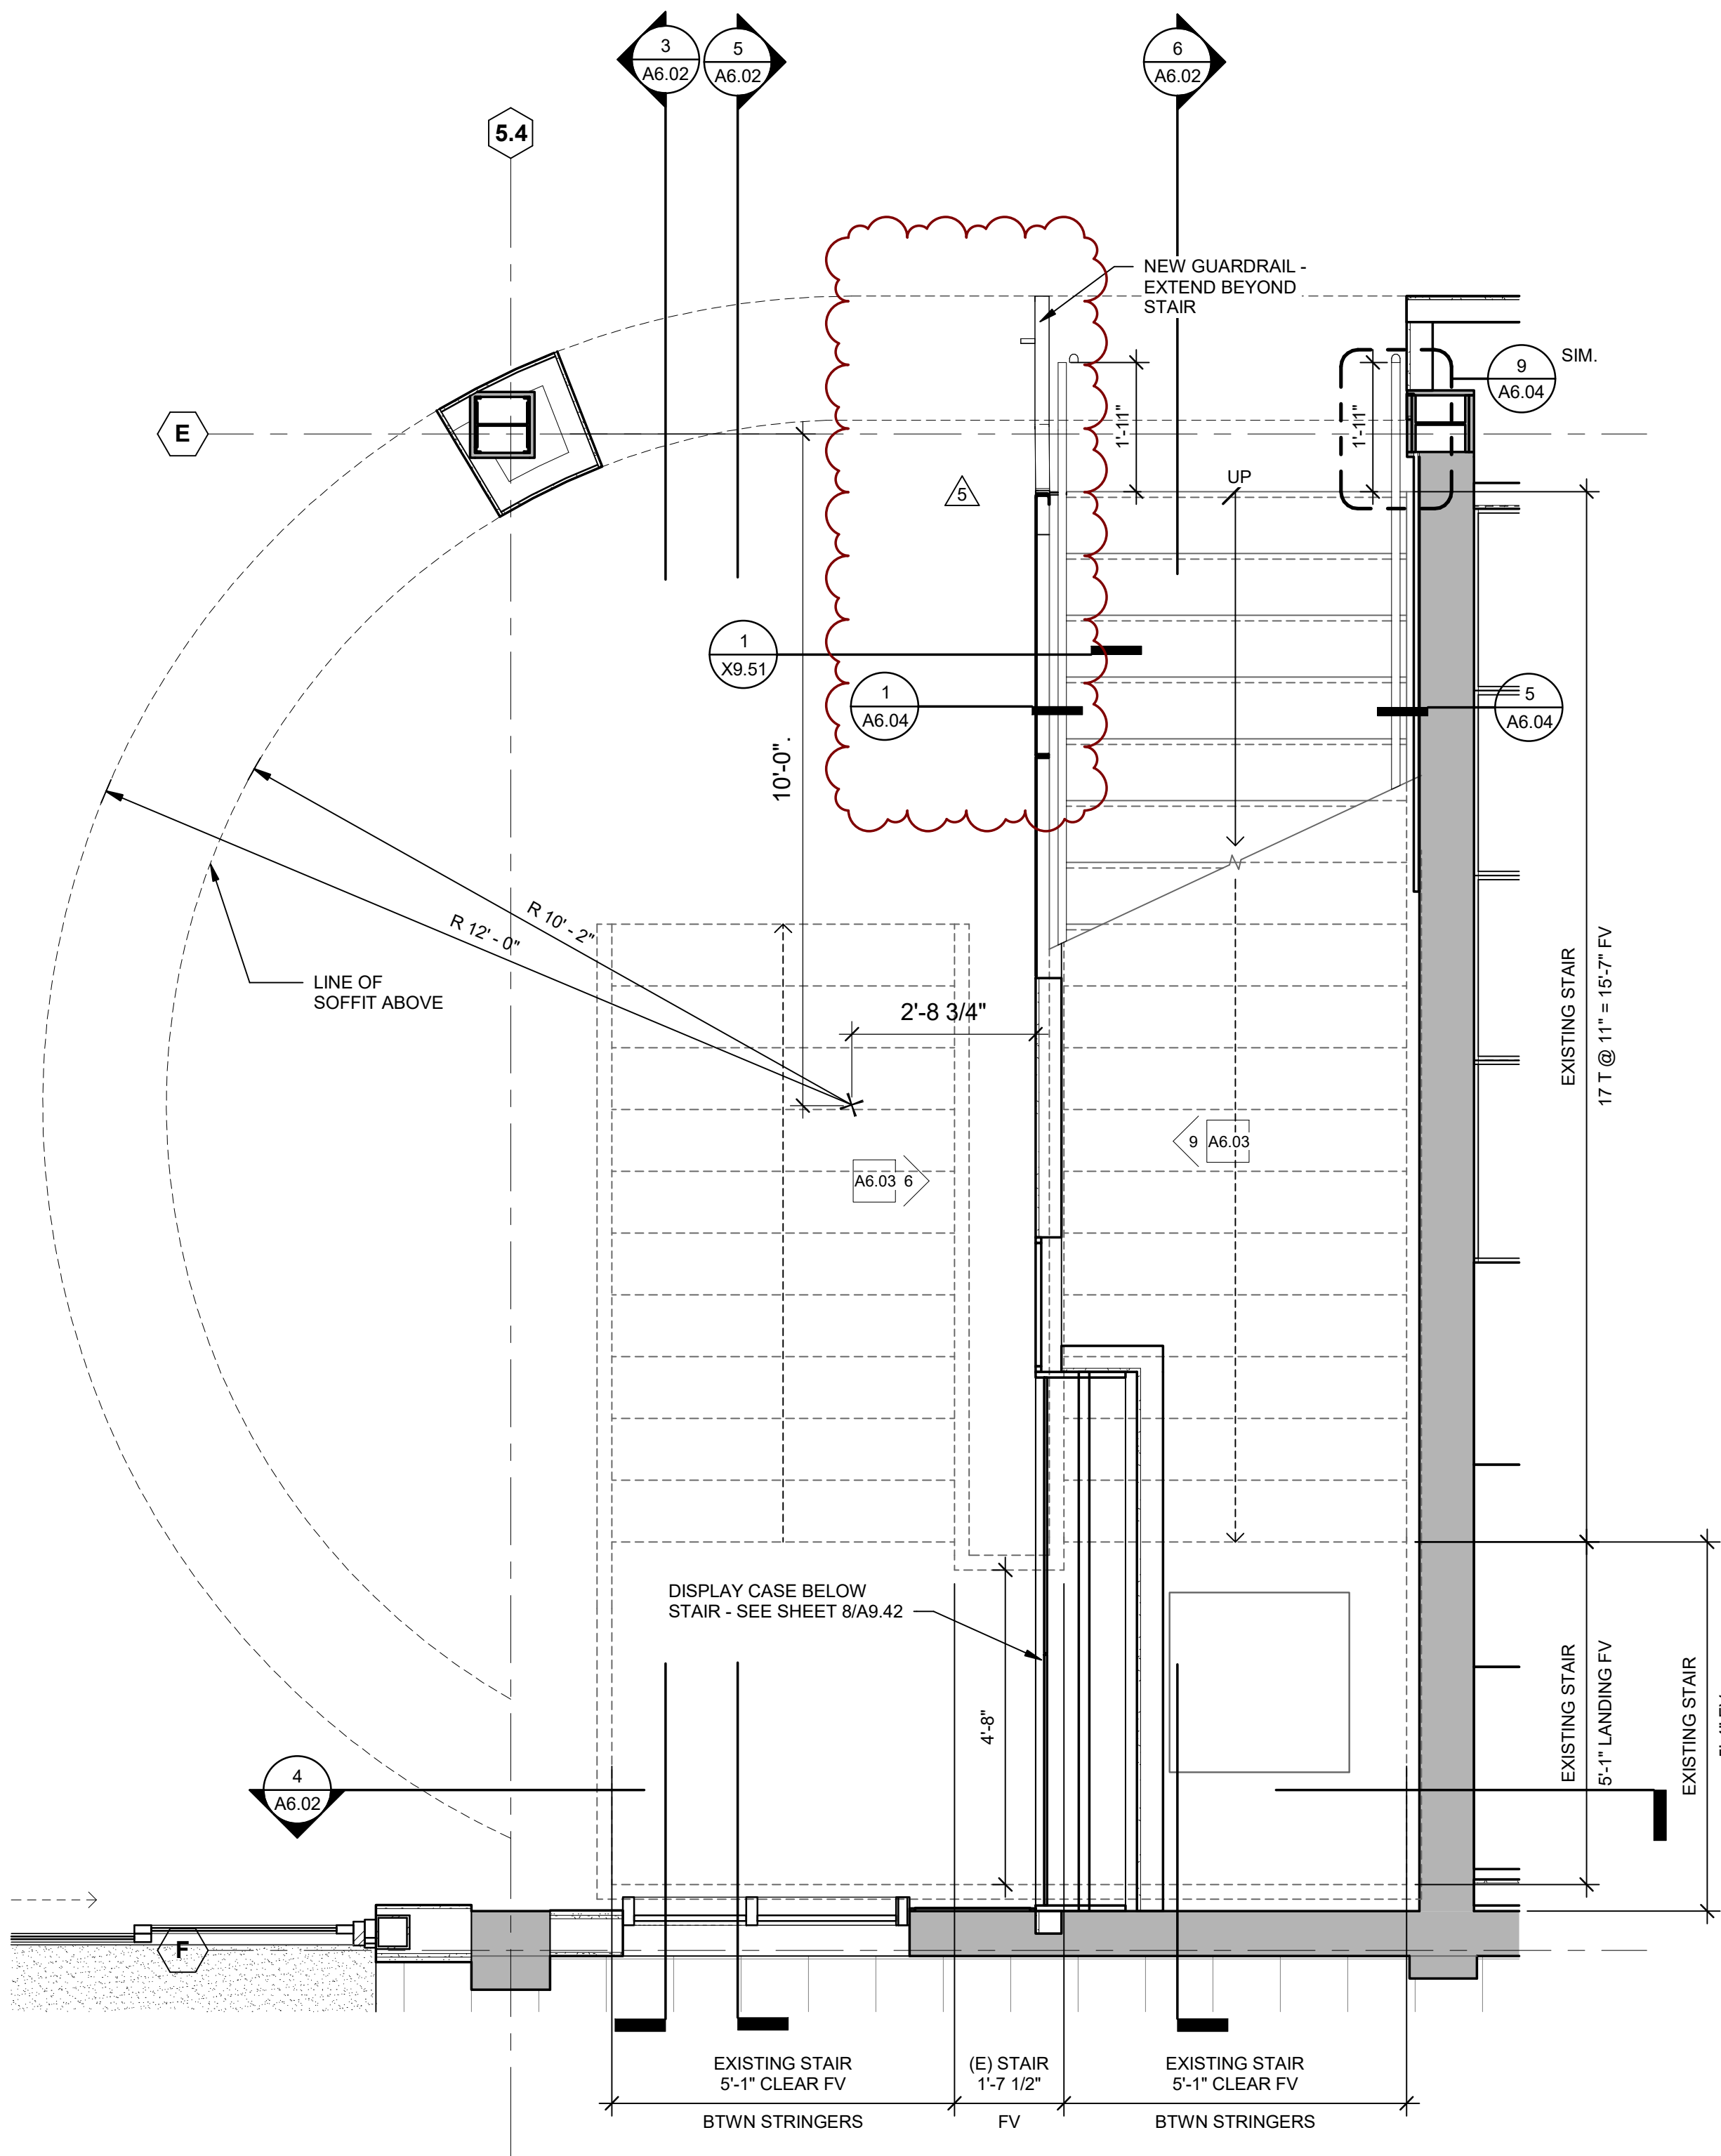 3
A6.02
5
A6.02
6
A6.02
5.4
NEW GUARDRAIL -
EXTEND BEYOND
STAIR
9
A6.04
SIM.
E
1'-11"
1'-11"
UP
5
1
X9.51
1
A6.04
5
A6.04
10'-0".
R 10' - 2"
R 12' - 0"
LINE OF
SOFFIT ABOVE
2'-8 3/4"
EXISTING STAIR
17 T @ 11" = 15'-7" FV
9 A6.03
A6.03 6
DISPLAY CASE BELOW
STAIR - SEE SHEET 8/A9.42
4'-8"
EXISTING STAIR
5'-1" LANDING FV
EXISTING STAIR
4
A6.02
F
EXISTING STAIR
5'-1" CLEAR FV
BTWN STRINGERS
(E) STAIR
1'-7 1/2"
FV
EXISTING STAIR
5'-1" CLEAR FV
BTWN STRINGERS